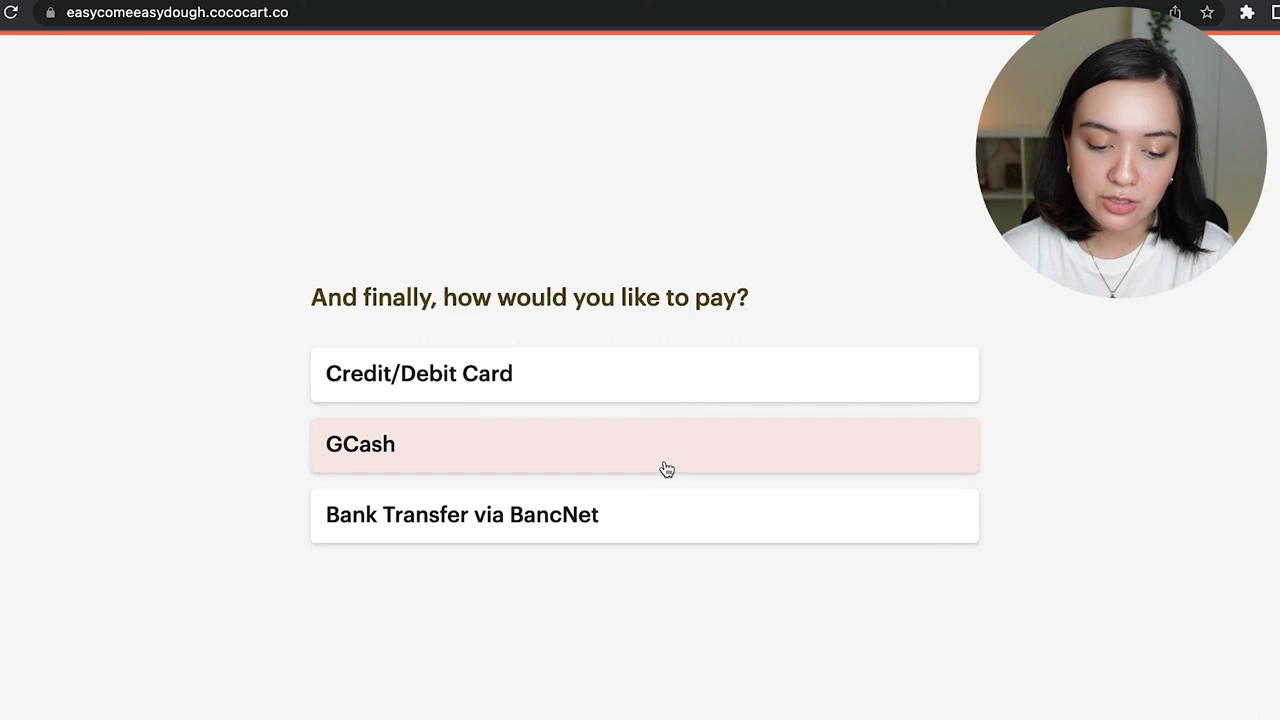 easycomeeasydough.cococart.co
And finally, how would you like to pay?
Credit/Debit Card
GCash
Bank Transfer via BancNet